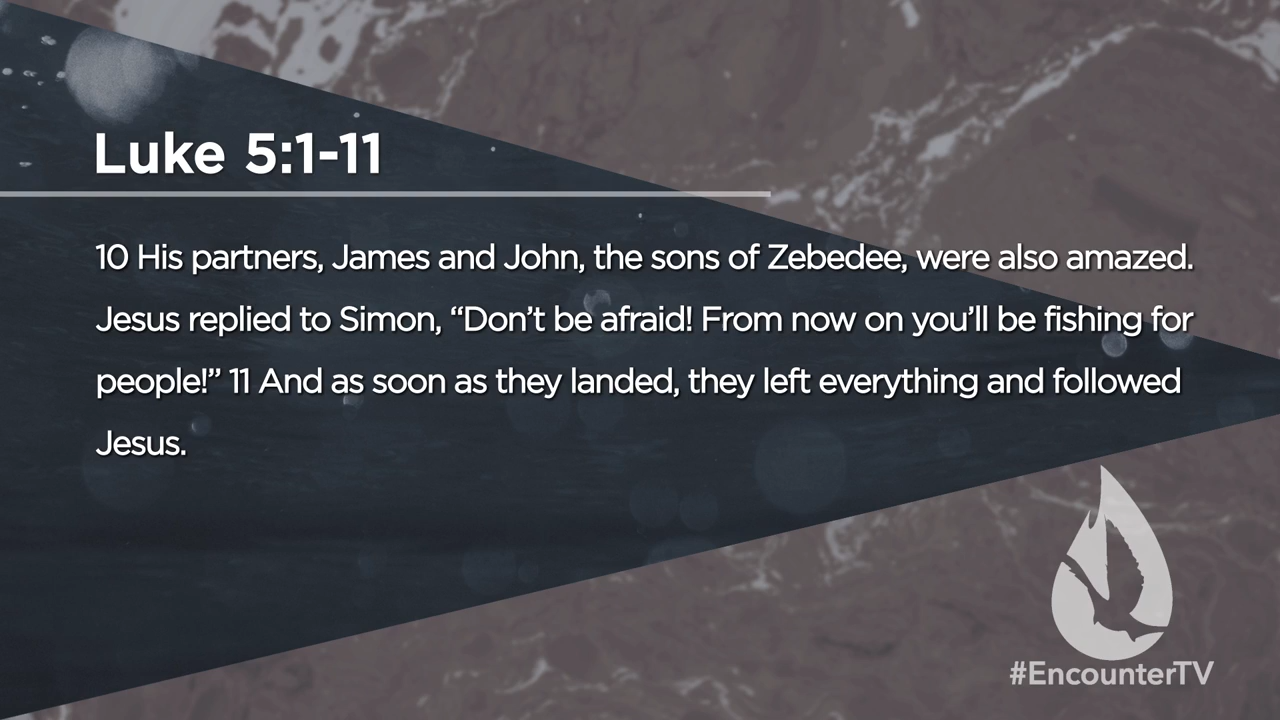 Luke 5:1-11
10 His partners, James and John, the sons of Zebedee, were also amazed.
Jesus replied to Simon, “Don’t be afraid! From now on you’ll be fishing for
people!” 11 And as soon as they landed, they left everything and followed
Jesus.
#EncounterTV